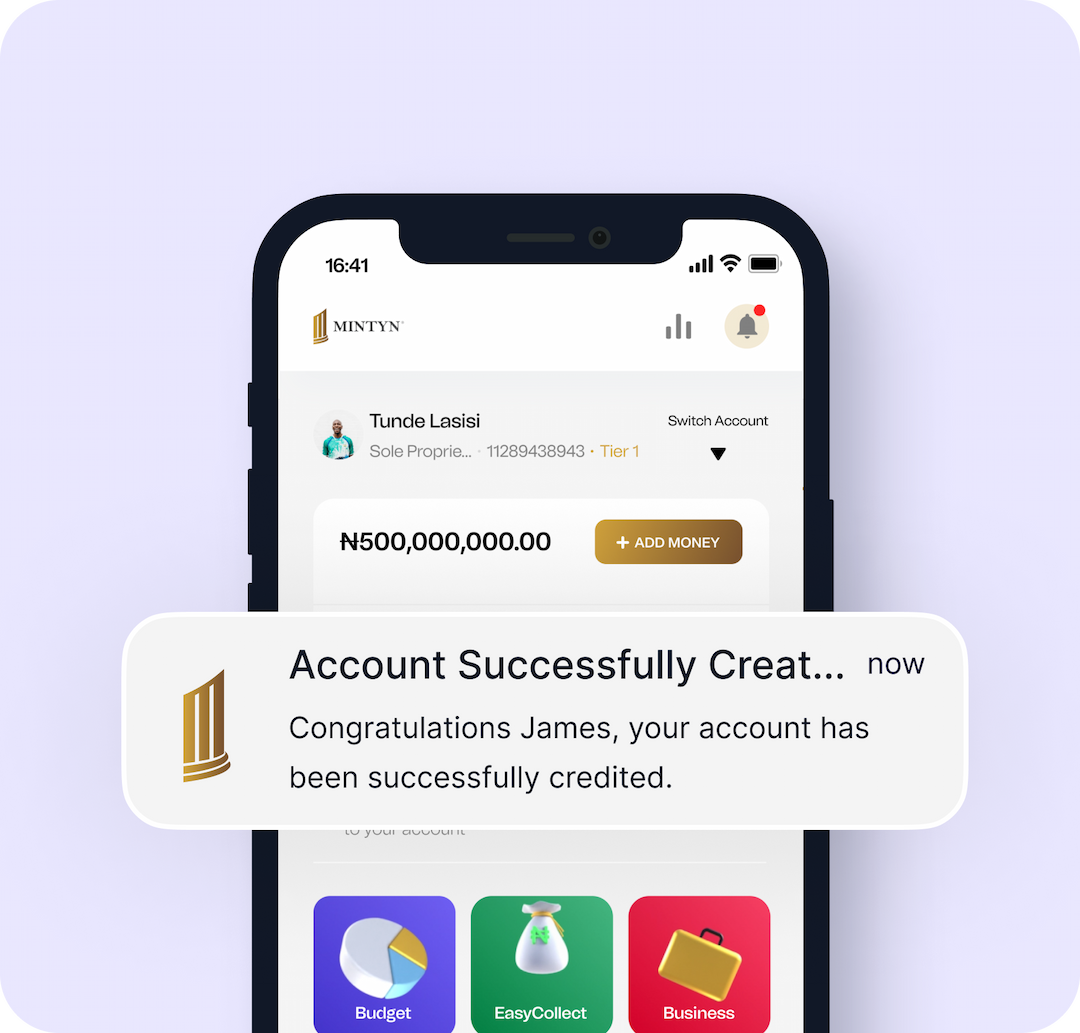 16:41
MINTYN
Tunde Lasisi
Switch Account
Sole Proprie... · 11289438943 · Tier 1
₦500,000,000.00
+ ADD MONEY
Account Successfully Creat... now
Congratulations James, your account has
been successfully credited.
to your account
Budget
EasyCollect
Business